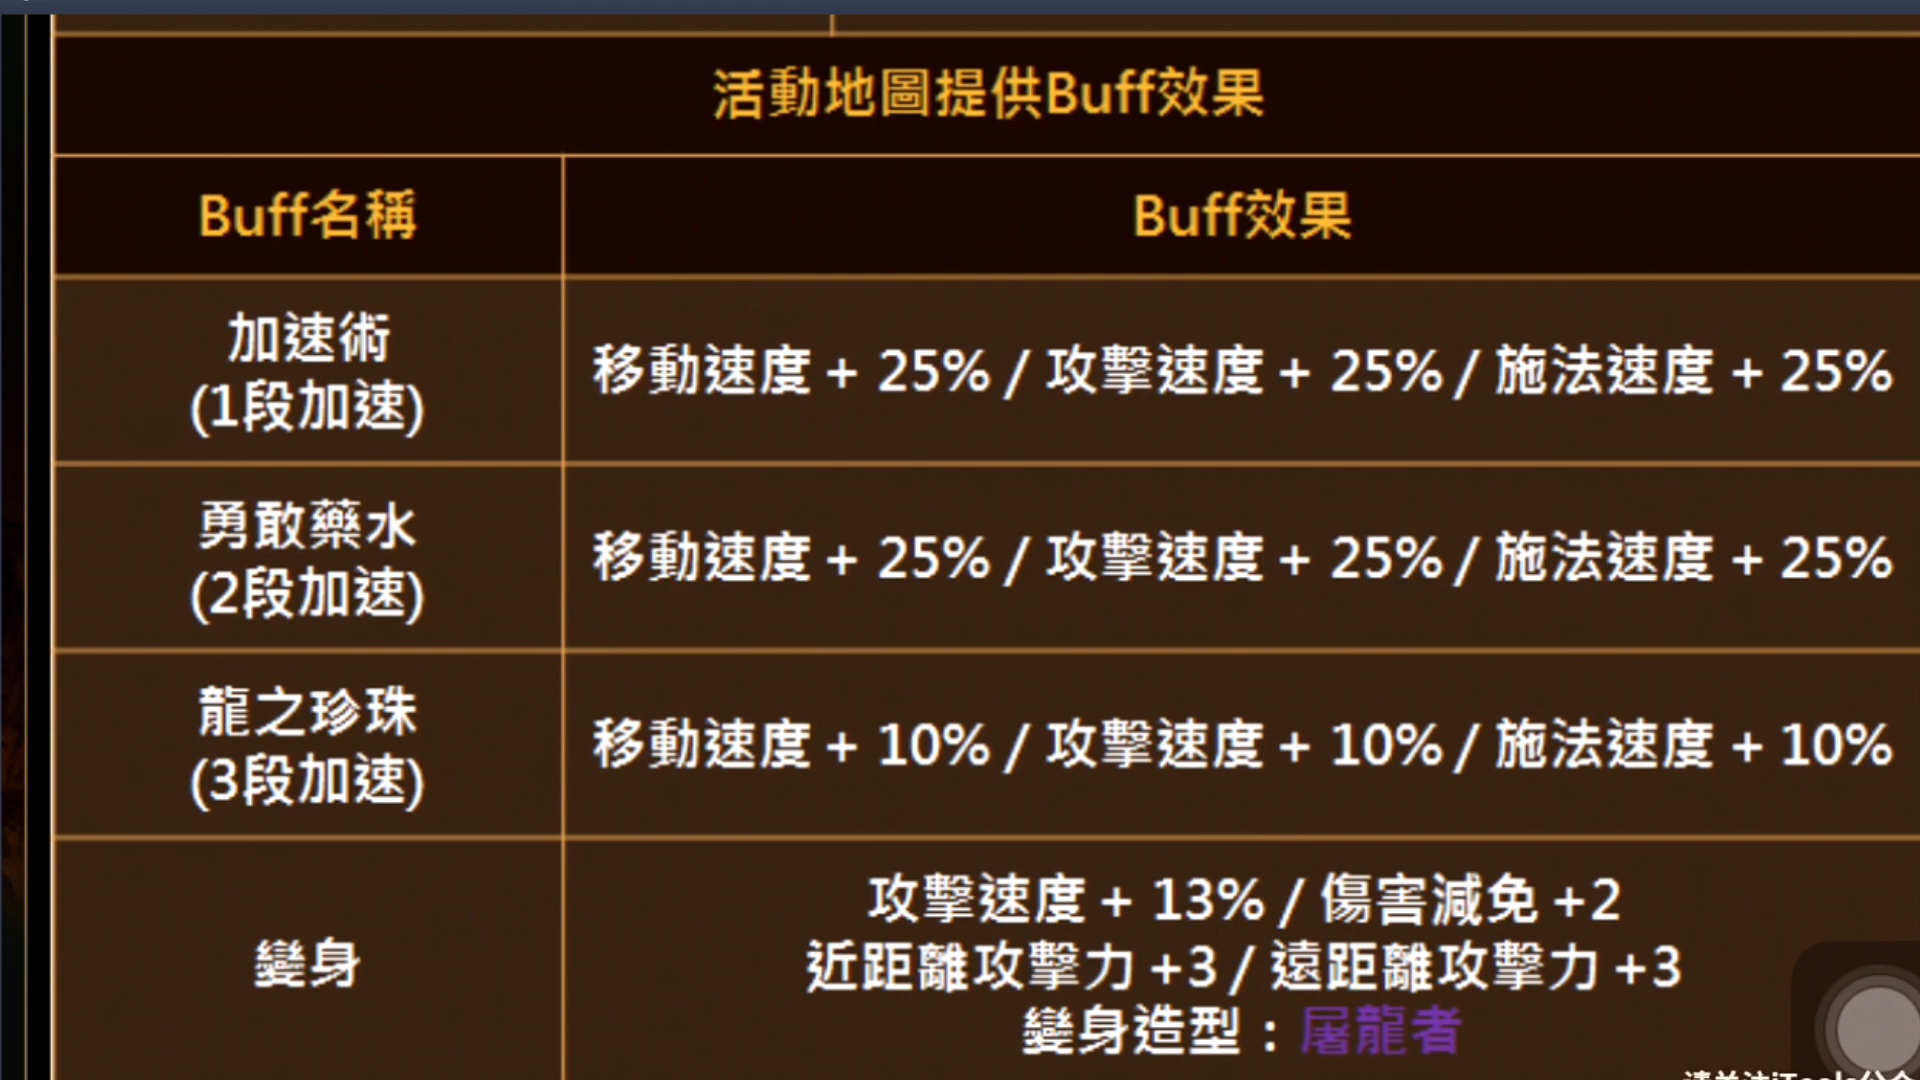 活動地圖提供Buff效果
Buff名稱
Buff效果
加速術
(1段加速)
移動速度 + 25% / 攻擊速度 + 25% / 施法速度 + 25%
勇敢藥水
(2段加速)
移動速度 + 25% / 攻擊速度 + 25% / 施法速度 + 25%
龍之珍珠
(3段加速)
移動速度 + 10% / 攻擊速度 + 10% / 施法速度 + 10%
變身
攻擊速度 + 13% / 傷害減免 +2
近距離攻擊力 +3 / 遠距離攻擊力 +3
變身造型：屠龍者